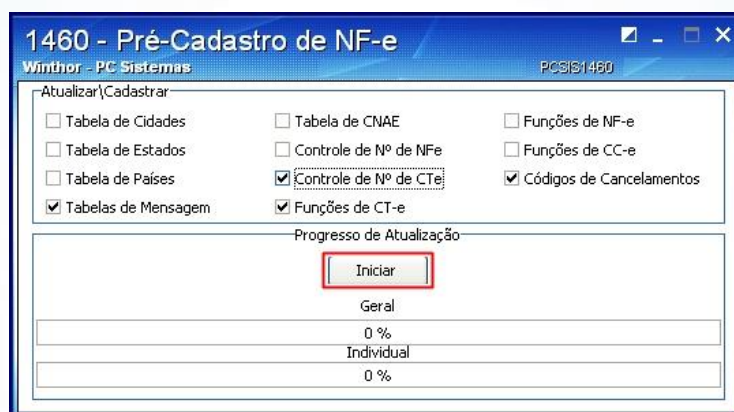 1460 - Pré-Cadastro de NF-e
Winthor - PC Sistemas PCSIS1460
Atualizar\Cadastrar
Tabela de Cidades Tabela de CNAE Funções de NF-e
Tabela de Estados Controle de Nº de NFe Funções de CC-e
Tabela de Países Controle de Nº de CTe Códigos de Cancelamentos
Tabelas de Mensagem Funções de CT-e
Progresso de Atualização
Iniciar
Geral
0 %
Individual
0 %